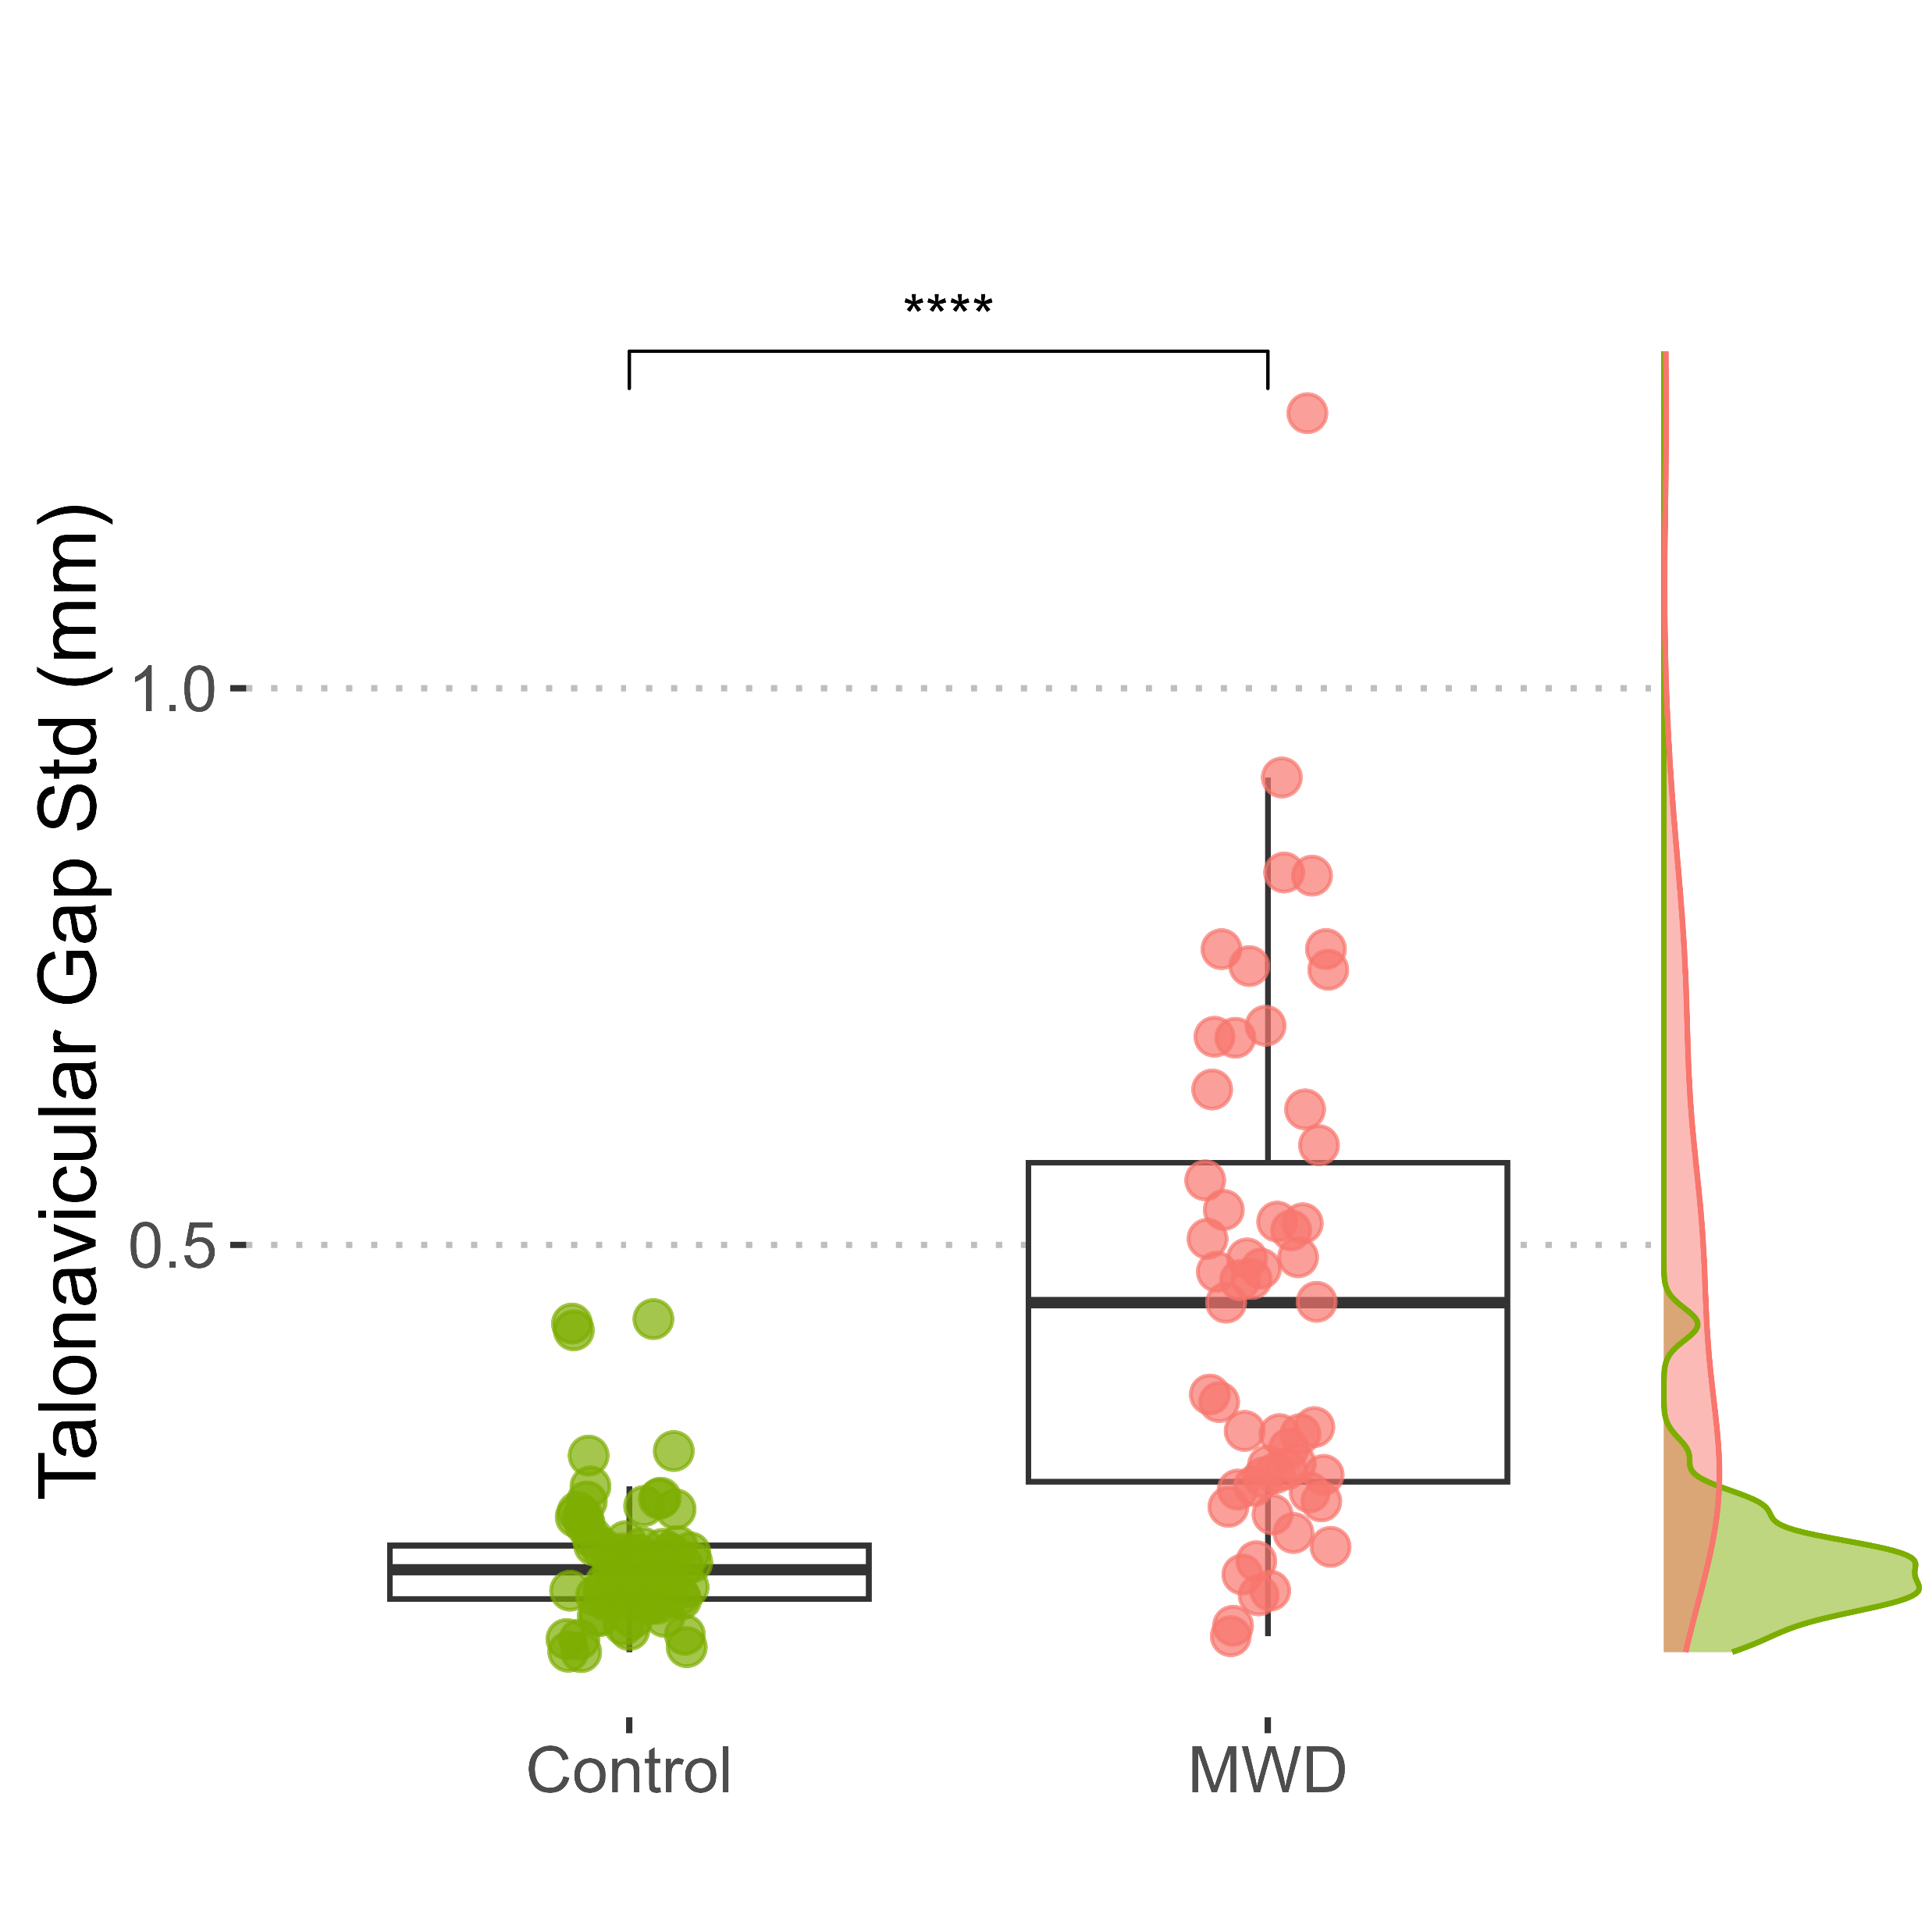 ****
Talonavicular Gap Std (mm)
1.0
0.5
Control
MWD